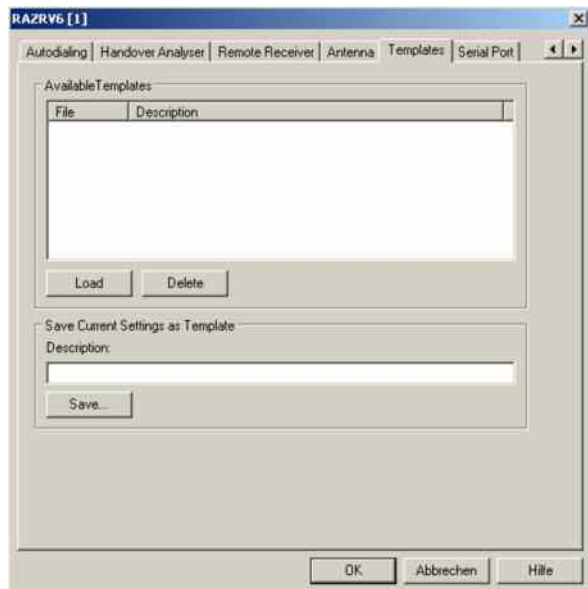 RAZRV6 [1]
Autodialing Handover Analyser Remote Receiver Antenna Templates Serial Port
AvailableTemplates
File Description
Load Delete
Save Current Settings as Template
Description:
Save...
OK Abbrechen Hilfe